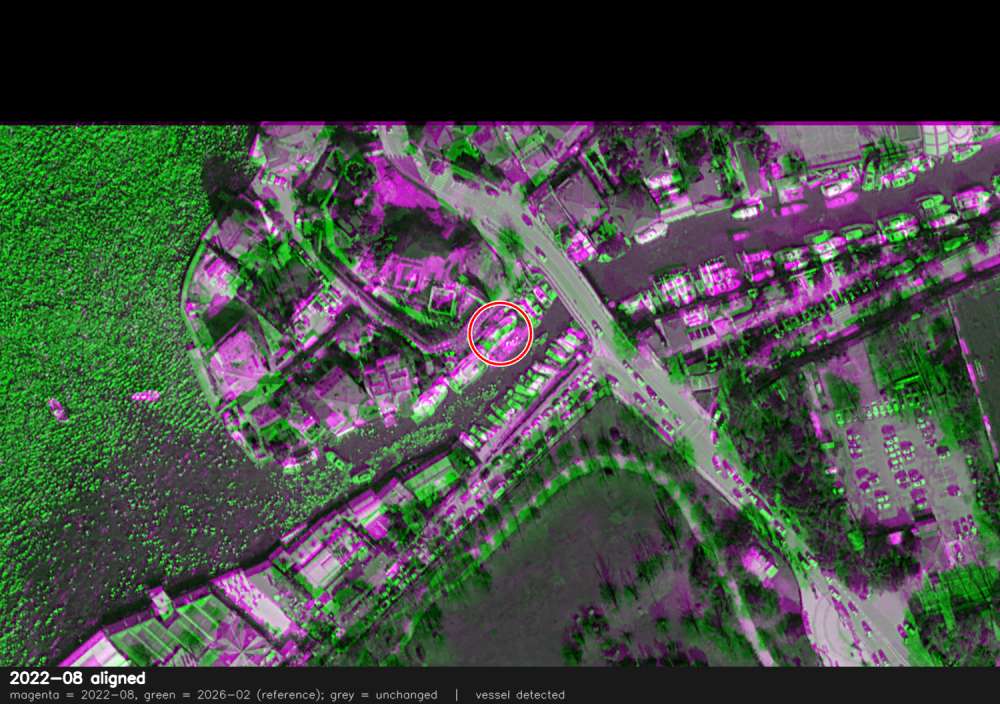 2022-08 aligned
magenta = 2022-08, green = 2026-02 (reference); grey = unchanged | vessel detected